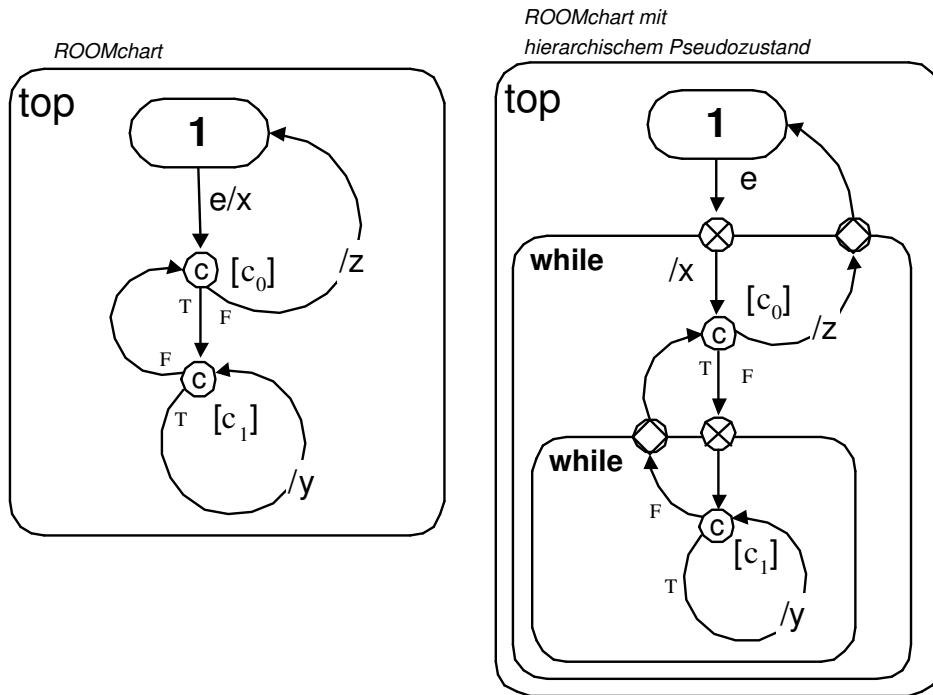 ROOMchart
top
1
e/x
[c0]
/z
c
T
F
F
c
T
[c1]
/y
ROOMchart mit
hierarchischem Pseudozustand
top
1
e
while
/x
[c0]
/z
c
T
F
while
F
c
[c1]
T
/y